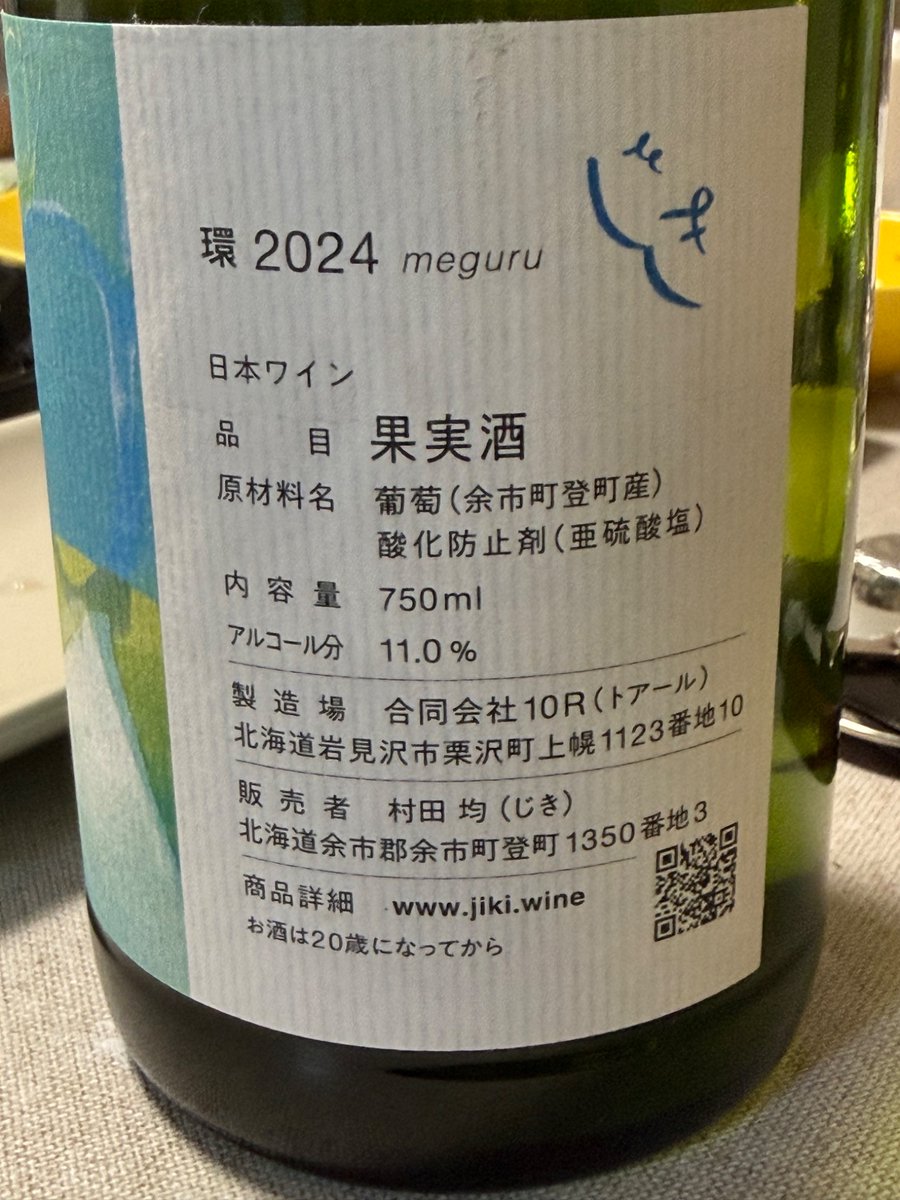 じき
環 2024 meguru
日本ワイン
品目 果実酒
原材料名 葡萄(余市町登町産)
酸化防止剤(亜硫酸塩)
内容量 750ml
アルコール分 11.0%
製造場 合同会社10R(トアール)
北海道岩見沢市栗沢町上幌1123番地10
販売者 村田 均(じき)
北海道余市郡余市町登町1350番地3
商品詳細 www.jiki.wine
お酒は20歳になってから